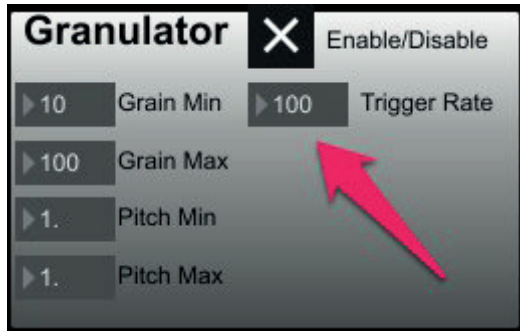 Granulator Enable/Disable
10 Grain Min 100 Trigger Rate
100 Grain Max
1. Pitch Min
1. Pitch Max